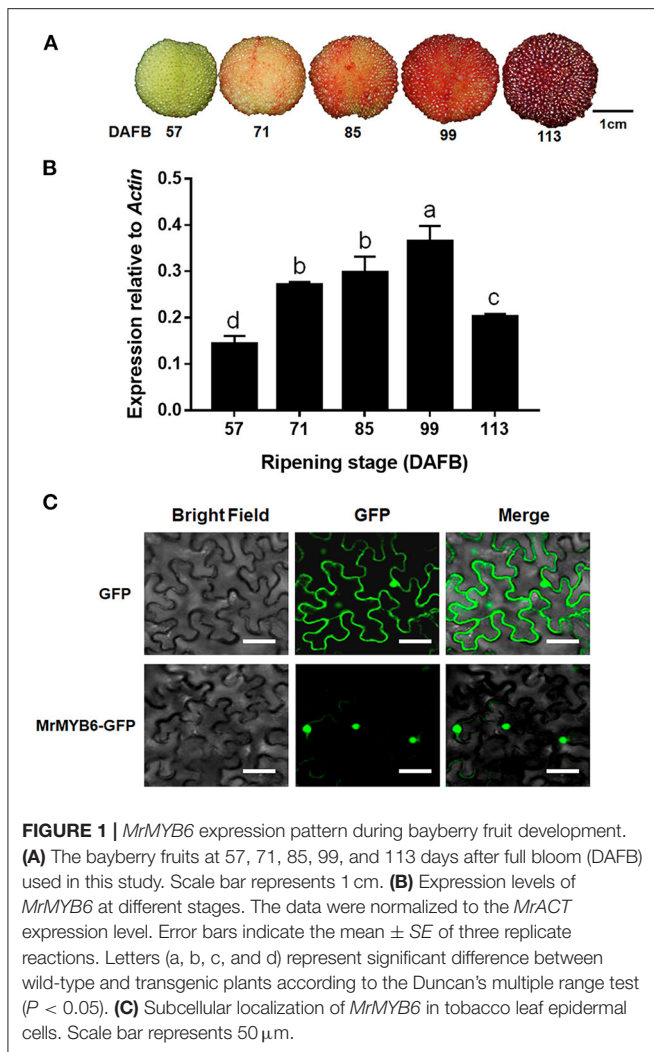 A
DAFB 57 71 85 99 113
1cm
B
Expression relative to Actin
0.5
0.4
0.3
0.2
0.1
0.0
d b b a c
57 71 85 99 113
Ripening stage (DAFB)
C
Bright Field GFP Merge
GFP
MrMYB6-GFP
FIGURE 1 | MrMYB6 expression pattern during bayberry fruit development.
(A) The bayberry fruits at 57, 71, 85, 99, and 113 days after full bloom (DAFB)
used in this study. Scale bar represents 1 cm. (B) Expression levels of
MrMYB6 at different stages. The data were normalized to the MrACT
expression level. Error bars indicate the mean ± SE of three replicate
reactions. Letters (a, b, c, and d) represent significant difference between
wild-type and transgenic plants according to the Duncan's multiple range test
(P < 0.05). (C) Subcellular localization of MrMYB6 in tobacco leaf epidermal
cells. Scale bar represents 50 μm.